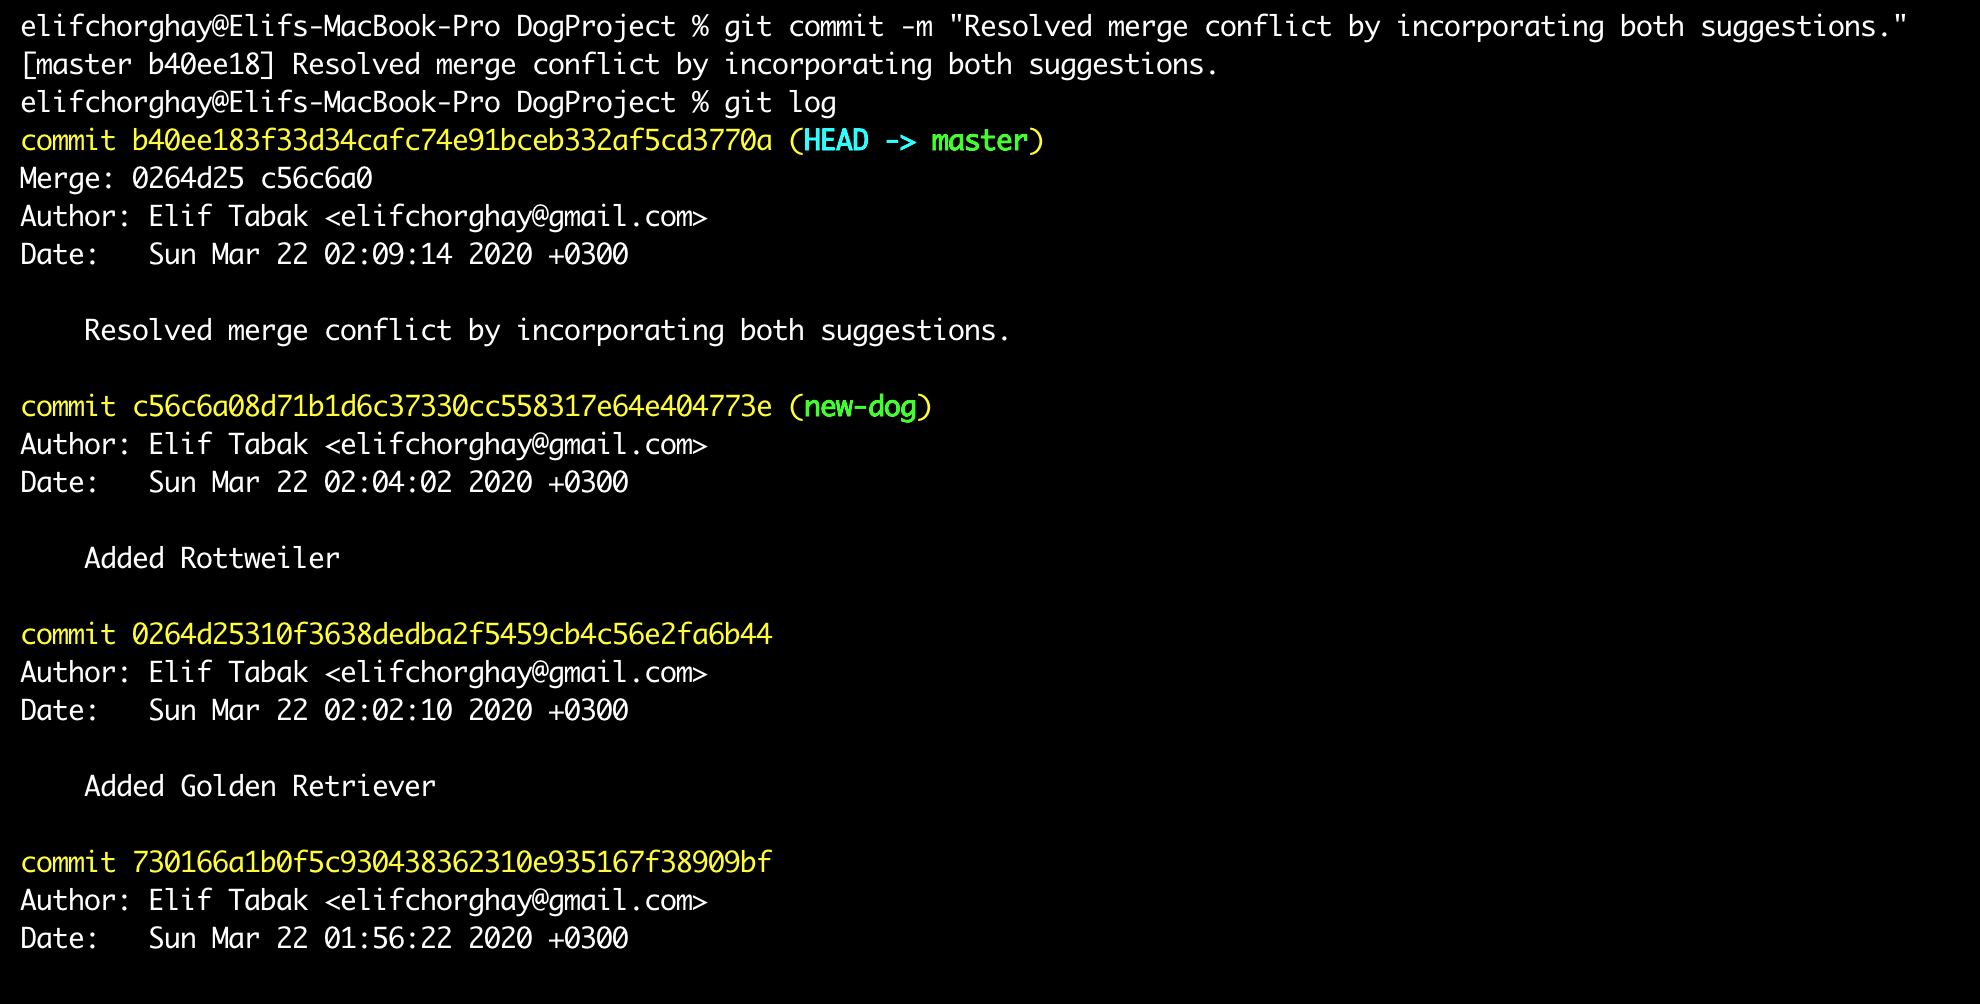 elifchorghay@Elifs-MacBook-Pro DogProject % git commit -m "Resolved merge conflict by incorporating both suggestions."
[master b40ee18] Resolved merge conflict by incorporating both suggestions.
elifchorghay@Elifs-MacBook-Pro DogProject % git log
commit b40ee183f33d34cafc74e91bceb332af5cd3770a (HEAD -> master)
Merge: 0264d25 c56c6a0
Author: Elif Tabak <elifchorghay@gmail.com>
Date:   Sun Mar 22 02:09:14 2020 +0300
    Resolved merge conflict by incorporating both suggestions.
commit c56c6a08d71b1d6c37330cc558317e64e404773e (new-dog)
Author: Elif Tabak <elifchorghay@gmail.com>
Date:   Sun Mar 22 02:04:02 2020 +0300
    Added Rottweiler
commit 0264d25310f3638dedba2f5459cb4c56e2fa6b44
Author: Elif Tabak <elifchorghay@gmail.com>
Date:   Sun Mar 22 02:02:10 2020 +0300
    Added Golden Retriever
commit 730166a1b0f5c930438362310e935167f38909bf
Author: Elif Tabak <elifchorghay@gmail.com>
Date:   Sun Mar 22 01:56:22 2020 +0300